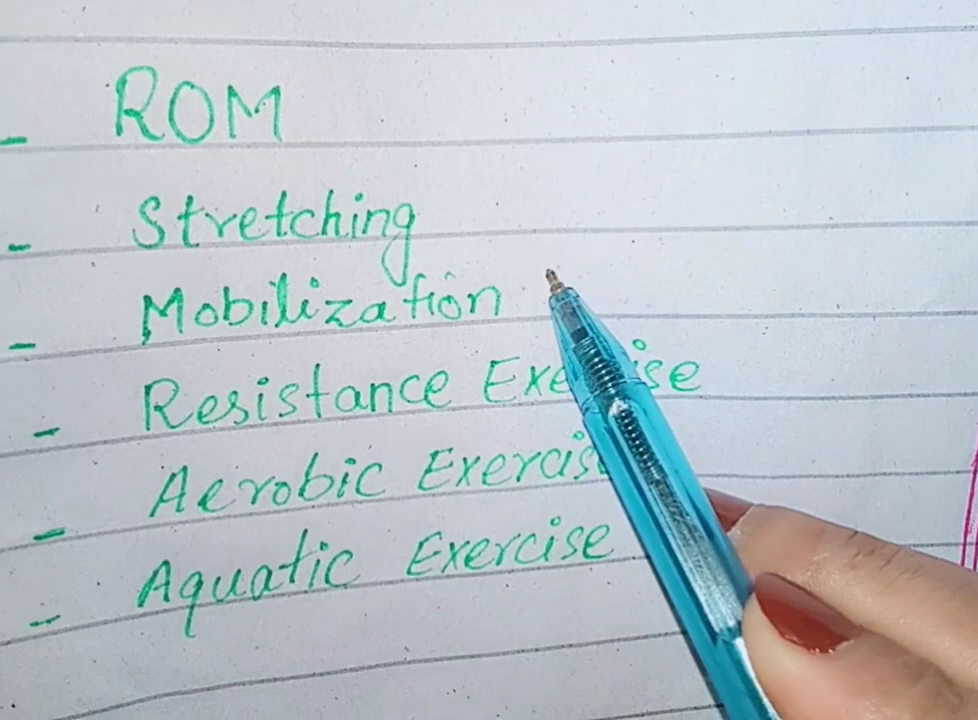 - ROM
- Stretching
- Mobilization
- Resistance Exercise
- Aerobic Exercise
- Aquatic Exercise